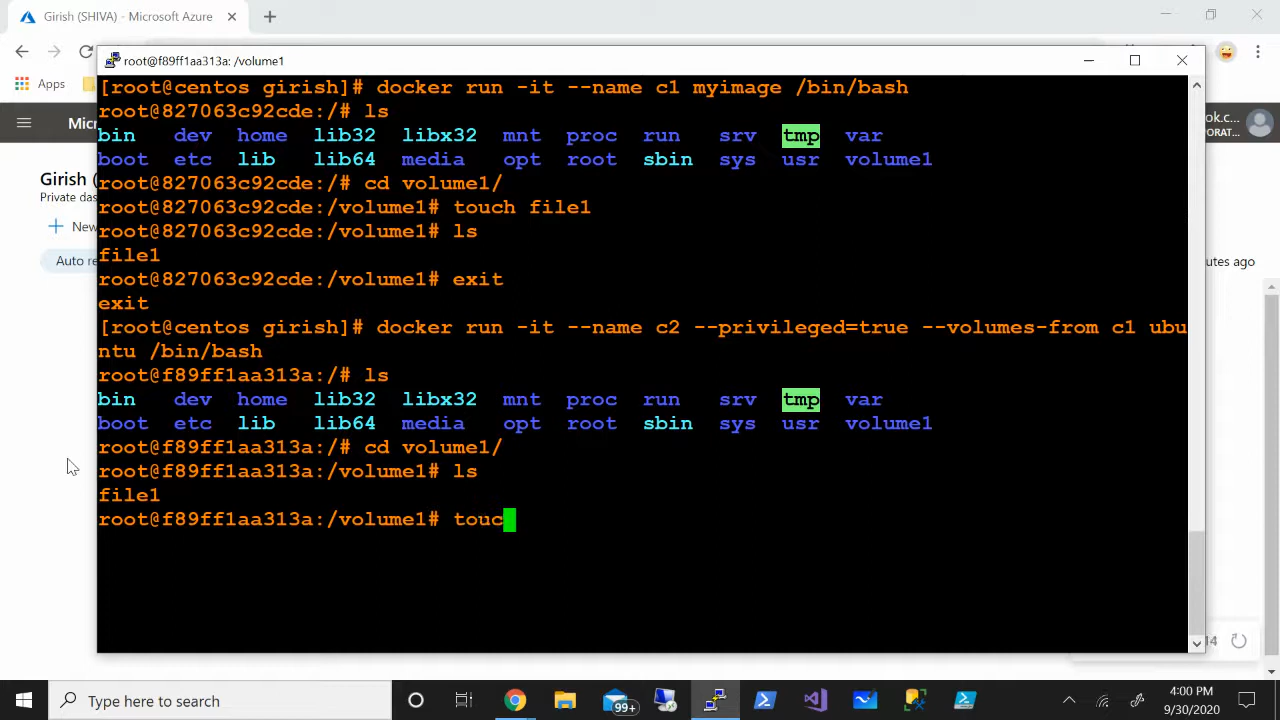 Girish (SHIVA) - Microsoft Azure
Apps
Micr
ok.c...
ORAT...
Girish (
Private das
New
Auto re
utes ago
root@f89ff1aa313a: /volume1
[root@centos girish]# docker run -it --name c1 myimage /bin/bash
root@827063c92cde:/# ls
bin dev home lib32 libx32 mnt proc run srv tmp var
boot etc lib lib64 media opt root sbin sys usr volume1
root@827063c92cde:/# cd volume1/
root@827063c92cde:/volume1# touch file1
root@827063c92cde:/volume1# ls
file1
root@827063c92cde:/volume1# exit
exit
[root@centos girish]# docker run -it --name c2 --privileged=true --volumes-from c1 ubu
ntu /bin/bash
root@f89ff1aa313a:/# ls
bin dev home lib32 libx32 mnt proc run srv tmp var
boot etc lib lib64 media opt root sbin sys usr volume1
root@f89ff1aa313a:/# cd volume1/
root@f89ff1aa313a:/volume1# ls
file1
root@f89ff1aa313a:/volume1# touc
14
Type here to search
99+
4:00 PM
9/30/2020